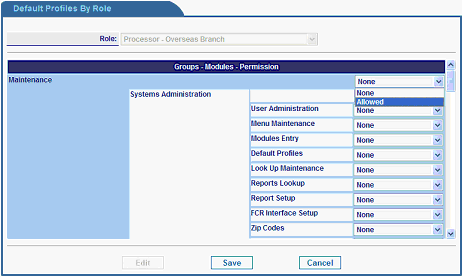 Default Profiles By Role
Role: Processor - Overseas Branch
Groups - Modules - Permission
Maintenance None
None
Systems Administration Allowed
User Administration None
Menu Maintenance None
Modules Entry None
Default Profiles None
Look Up Maintenance None
Reports Lookup None
Report Setup None
FCR Interface Setup None
Zip Codes None
Edit Save Cancel